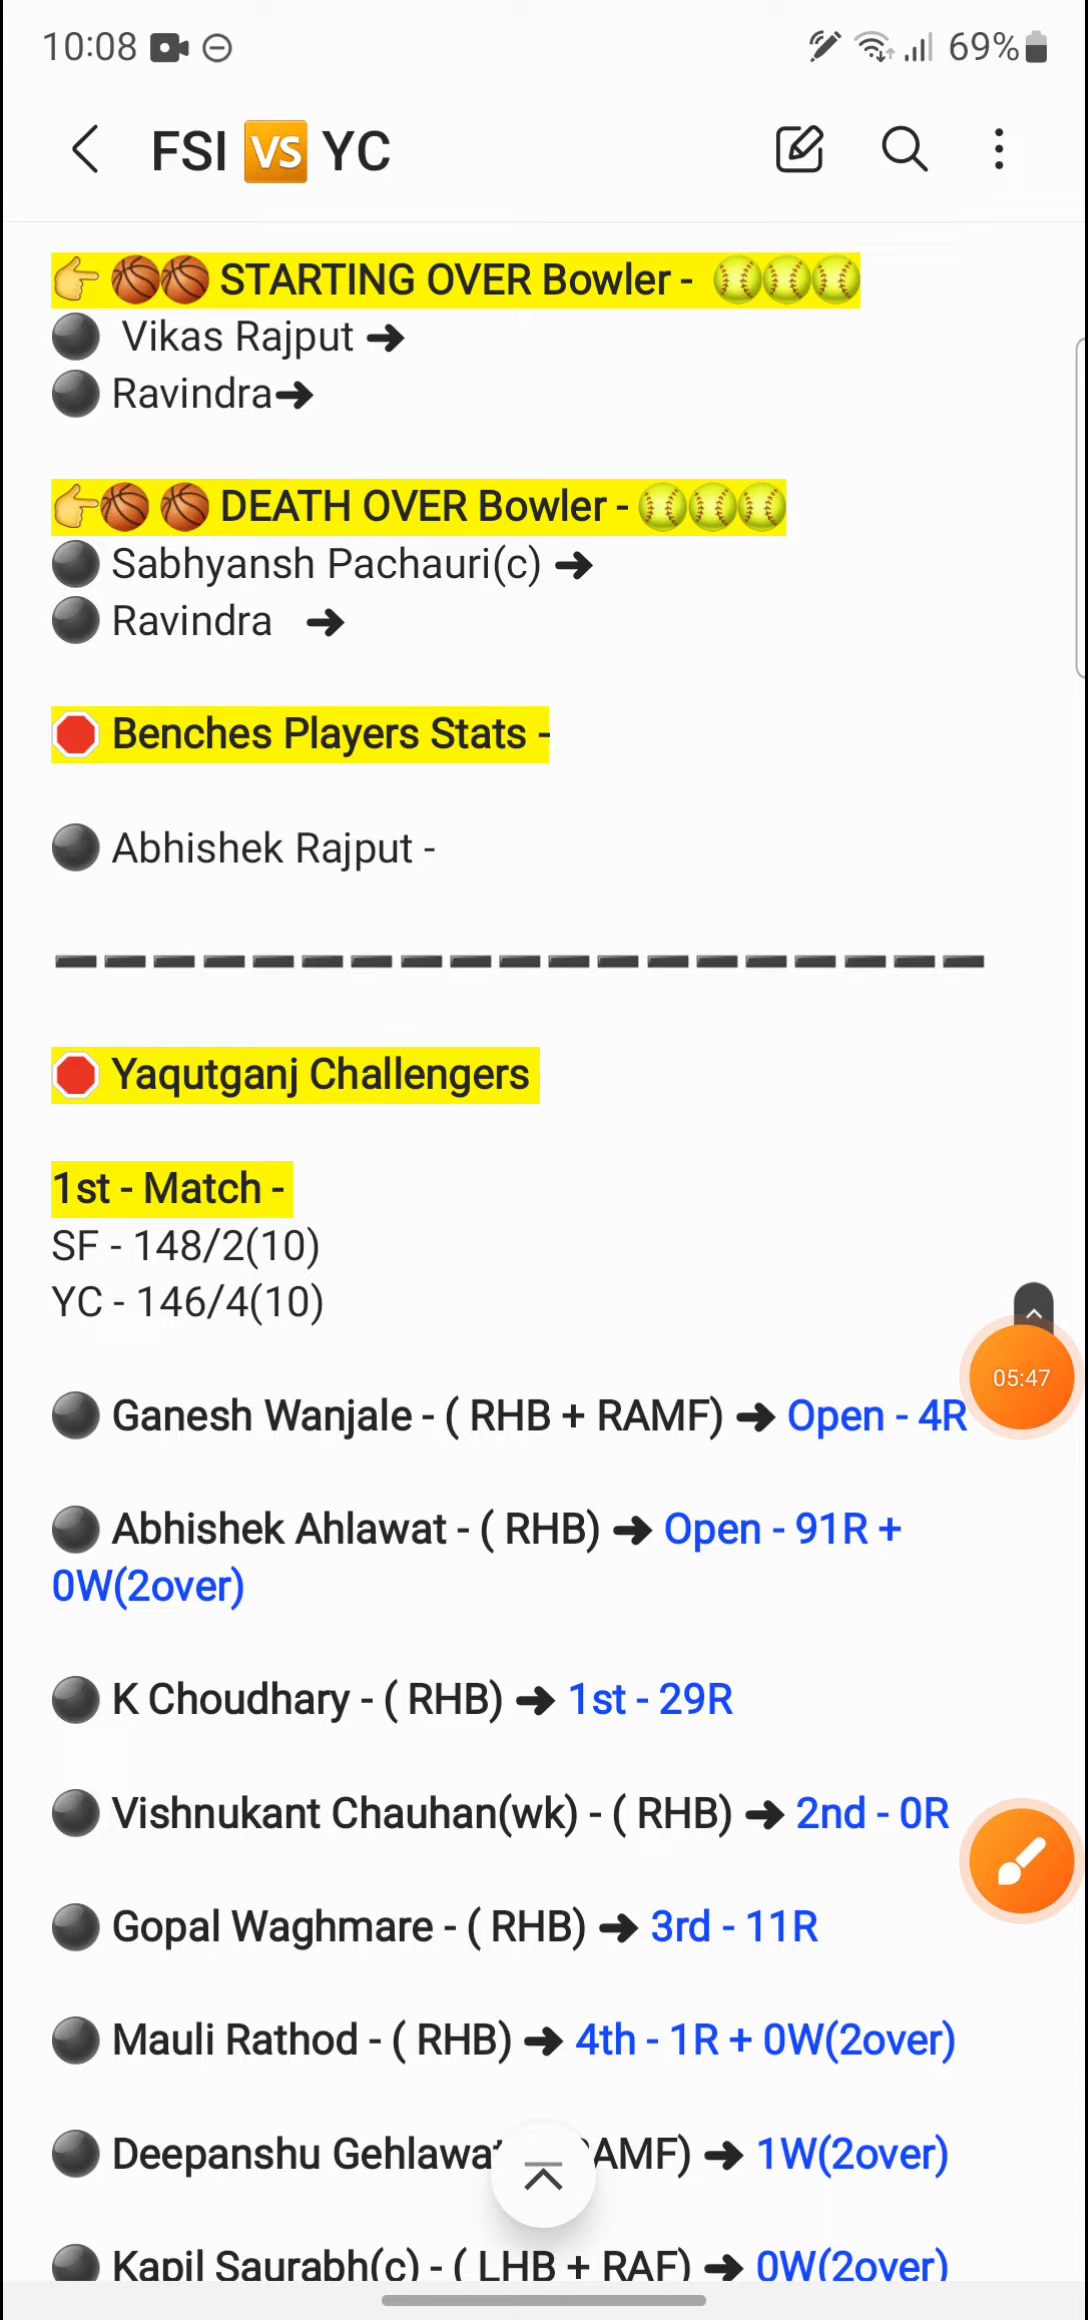 10:08 69%
FSI VS YC
STARTING OVER Bowler -
Vikas Rajput ➔
Ravindra➔
DEATH OVER Bowler -
Sabhyansh Pachauri(c) ➔
Ravindra ➔
Benches Players Stats -
Abhishek Rajput -
Yaqutganj Challengers
1st - Match -
SF - 148/2(10)
YC - 146/4(10)
05:47
Ganesh Wanjale - ( RHB + RAMF) ➔ Open - 4R
Abhishek Ahlawat - ( RHB) ➔ Open - 91R +
0W(2over)
K Choudhary - ( RHB) ➔ 1st - 29R
Vishnukant Chauhan(wk) - ( RHB) ➔ 2nd - 0R
Gopal Waghmare - ( RHB) ➔ 3rd - 11R
Mauli Rathod - ( RHB) ➔ 4th - 1R + 0W(2over)
Deepanshu AMF) ➔ 1W(2over)
Kapil Saurabh(c) - ( LHB + RAF) ➔ 0W(2over)